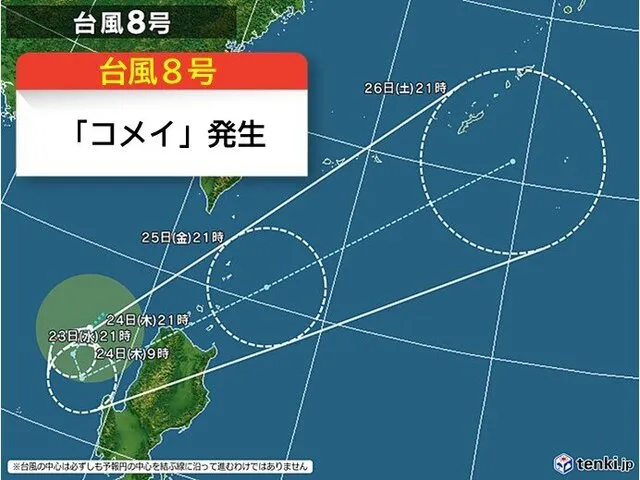 台風8号
台風８号
「コメイ」発生
26日(土)21時
25日(金)21時
24日(木)21時
23日(水)21時
24日(木)9時
※台風の中心は必ずしも予報円の中心を結ぶ線に沿って進むわけではありません
tenki.jp